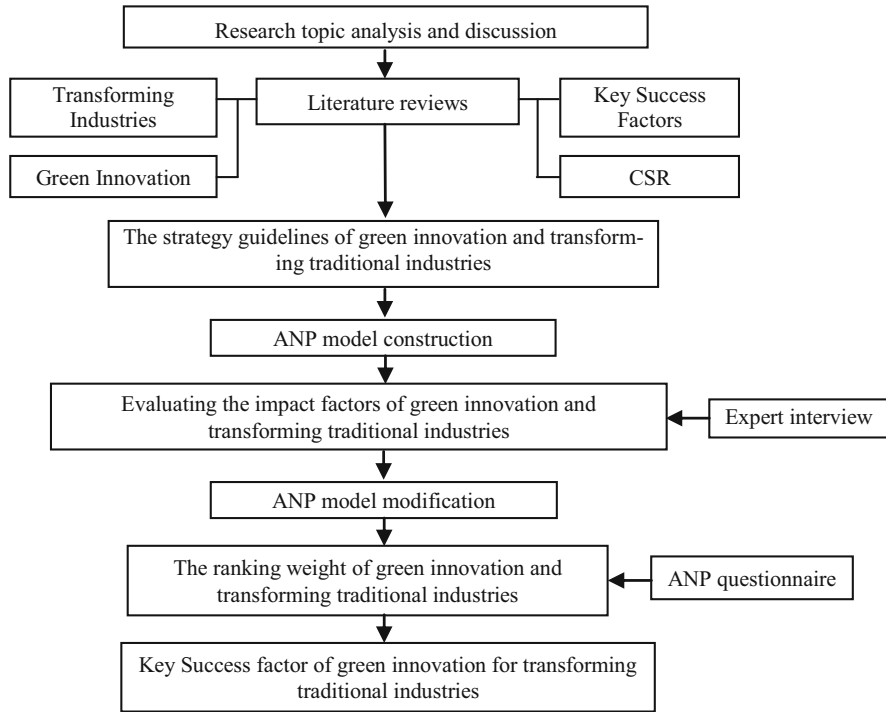 Research topic analysis and discussion
Transforming
Industries
Literature reviews
Key Success
Factors
Green Innovation
CSR
The strategy guidelines of green innovation and transform-
ing traditional industries
ANP model construction
Evaluating the impact factors of green innovation and
transforming traditional industries
Expert interview
ANP model modification
The ranking weight of green innovation and
transforming traditional industries
ANP questionnaire
Key Success factor of green innovation for transforming
traditional industries